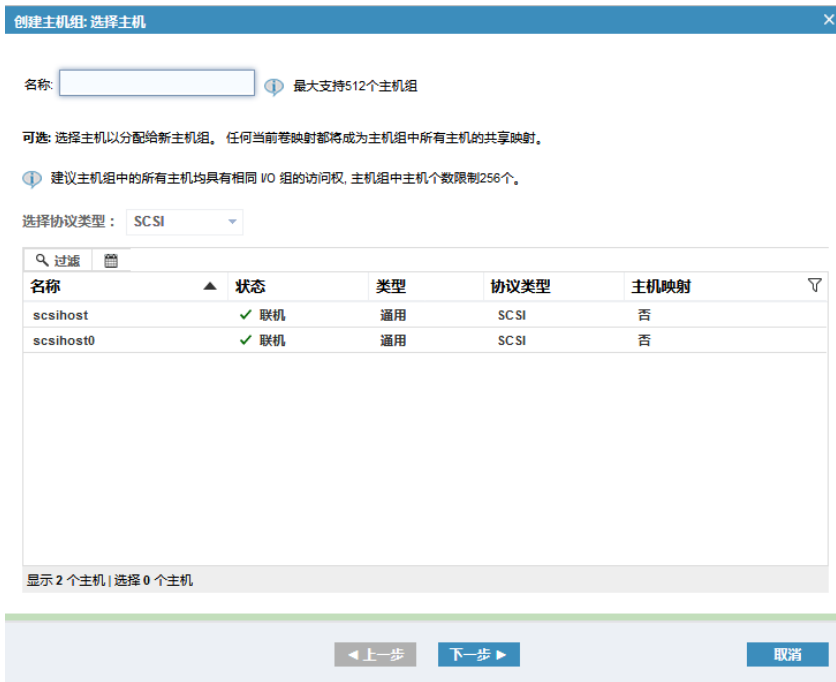 创建主机组: 选择主机
名称:
最大支持512个主机组
可选: 选择主机以分配给新主机组。 任何当前卷映射都将成为主机组中所有主机的共享映射。
建议主机组中的所有主机均具有相同 I/O 组的访问权, 主机组中主机个数限制256个。
选择协议类型： SCSI
过滤
名称 状态 类型 协议类型 主机映射
scsihost 联机 通用 SCSI 否
scsihost0 联机 通用 SCSI 否
显示 2 个主机 | 选择 0 个主机
上一步 下一步 取消